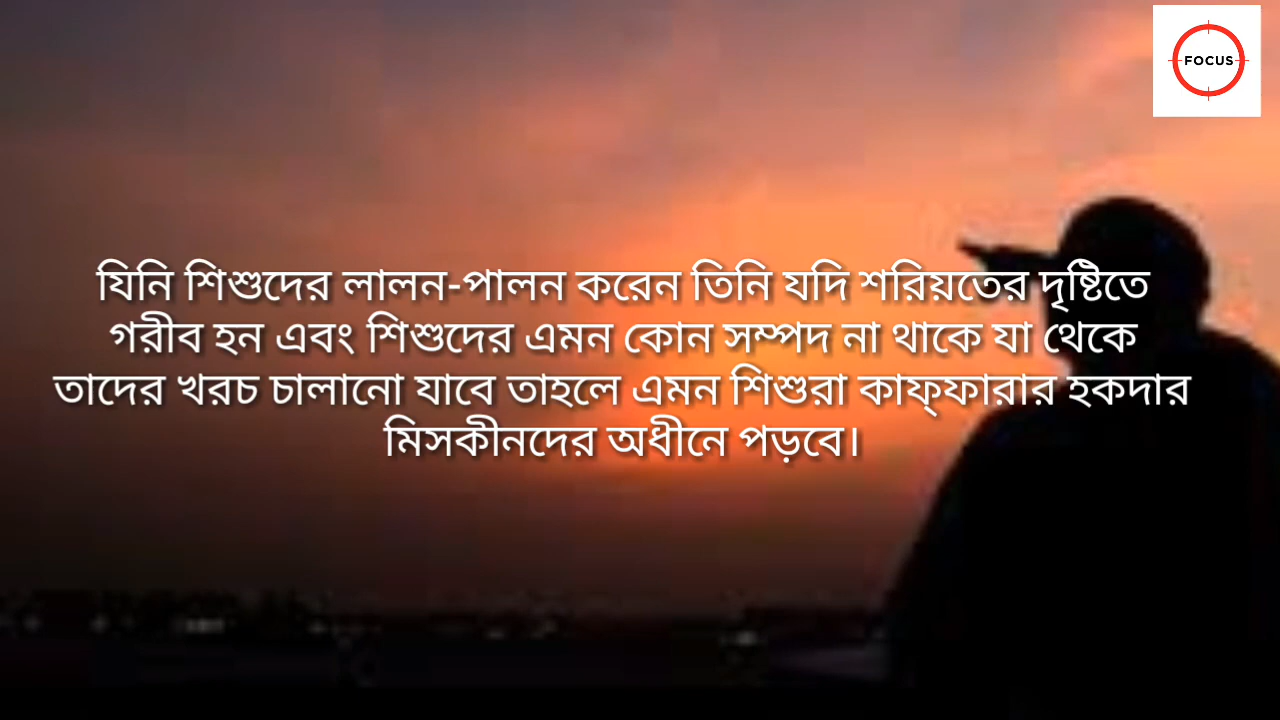 FOCUS
যিনি শিশুদের লালন-পালন করেন তিনি যদি শরিয়তের দৃষ্টিতে
গরীব হন এবং শিশুদের এমন কোন সম্পদ না থাকে যা থেকে
তাদের খরচ চালানো যাবে তাহলে এমন শিশুরা কাফ্ফারার হকদার
মিসকীনদের অধীনে পড়বে।